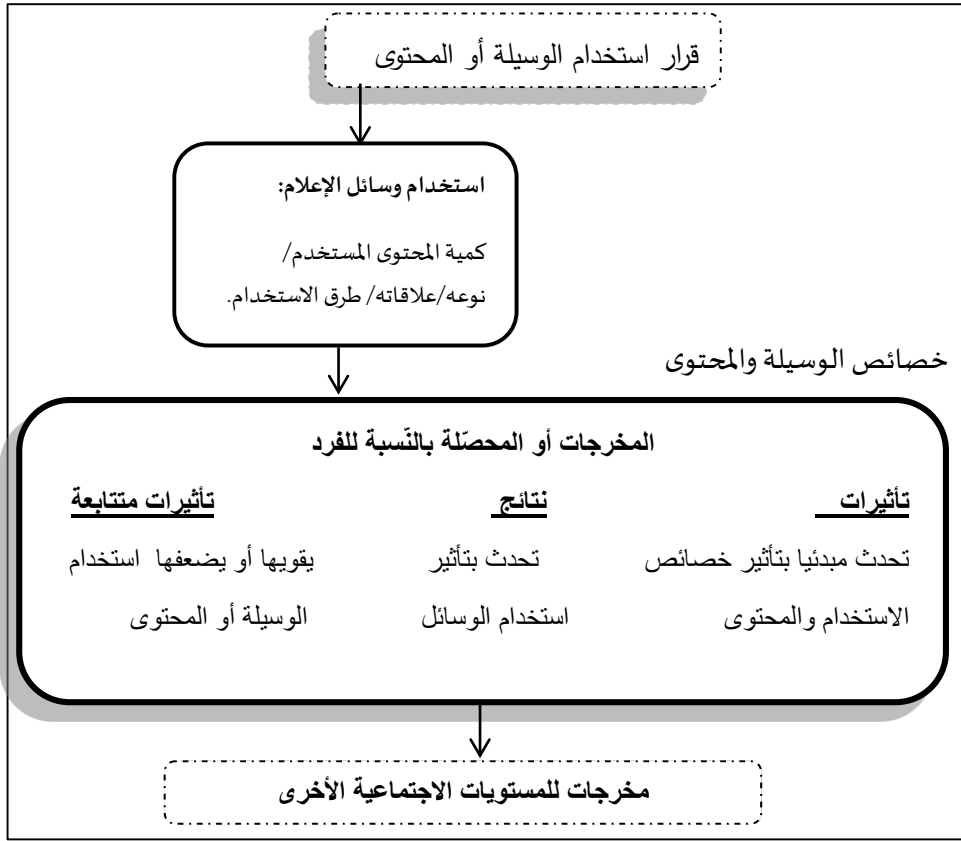 قرار استخدام الوسيلة أو المحتوى
استخدام وسائل الإعلام:
كمية المحتوى المستخدم/
نوعه/علاقاته/ طرق الاستخدام.
خصائص الوسيلة والمحتوى
المخرجات أو المحصّلة بالنّسبة للفرد
تأثيرات
تحدث مبدئيا بتأثير خصائص
الاستخدام والمحتوى
نتائج
تحدث بتأثير
استخدام الوسائل
تأثيرات متتابعة
يقويها أو يضعفها استخدام
الوسيلة أو المحتوى
مخرجات للمستويات الاجتماعية الأخرى